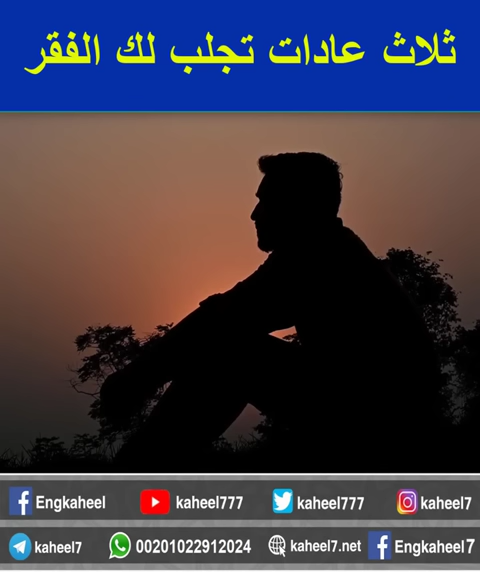 ثلاث عادات تجلب لك الفقر
Engkaheel kaheel777 kaheel777 kaheel7
kaheel7 00201022912024 kaheel7.net Engkaheel7